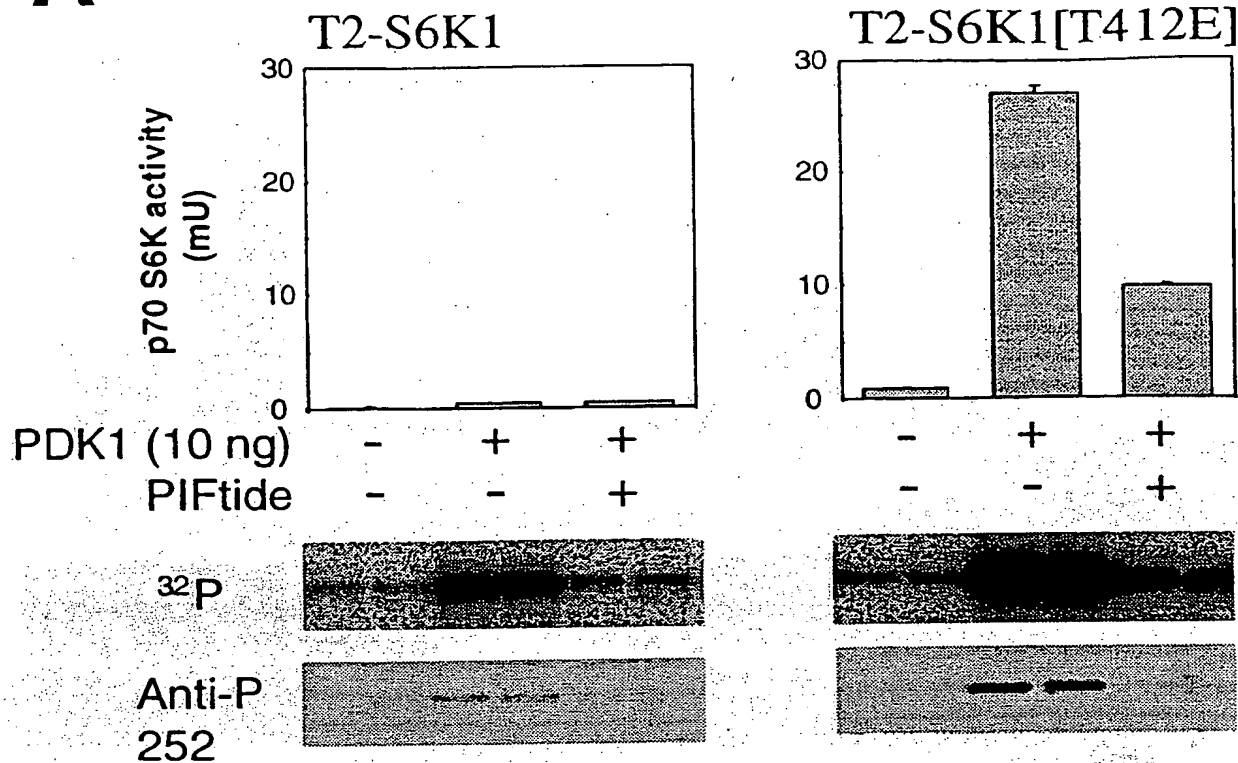 T2-S6K1
T2-S6K1[T412E]
30
20
10
0
p70 S6K activity
(mU)
30
20
10
0
PDK1 (10 ng) - + + - + +
PIFtide - - + - - +
32P
Anti-P
252